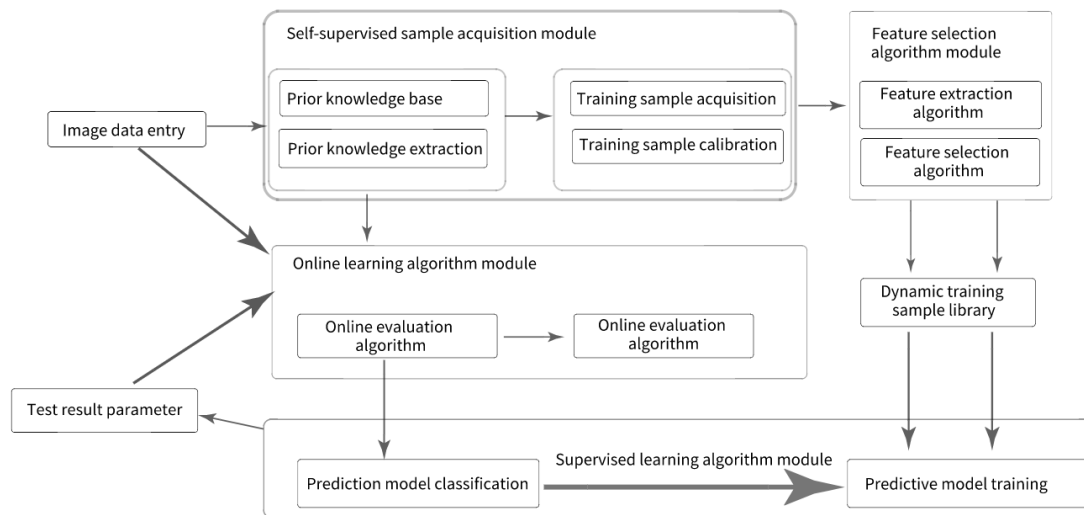 Self-supervised sample acquisition module
Feature selection
algorithm module
Prior knowledge base
Training sample acquisition
Feature extraction
algorithm
Image data entry
Prior knowledge extraction
Training sample calibration
Feature selection
algorithm
Online learning algorithm module
Dynamic training
sample library
Online evaluation
algorithm
Online evaluation
algorithm
Test result parameter
Supervised learning algorithm module
Prediction model classification
Predictive model training